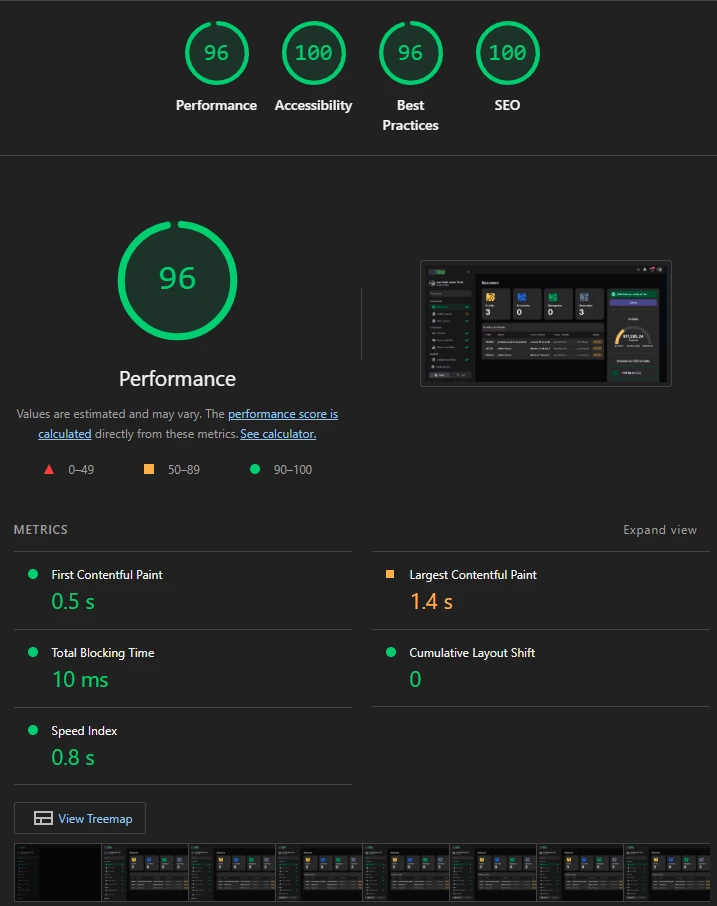 96
100
96
100
Performance
Accessibility
Best
Practices
SEO
96
Performance
Values are estimated and may vary. The performance score is
calculated directly from these metrics. See calculator.
0–49
50–89
90–100
METRICS
Expand view
First Contentful Paint
0.5 s
Largest Contentful Paint
1.4 s
Total Blocking Time
10 ms
Cumulative Layout Shift
0
Speed Index
0.8 s
View Treemap